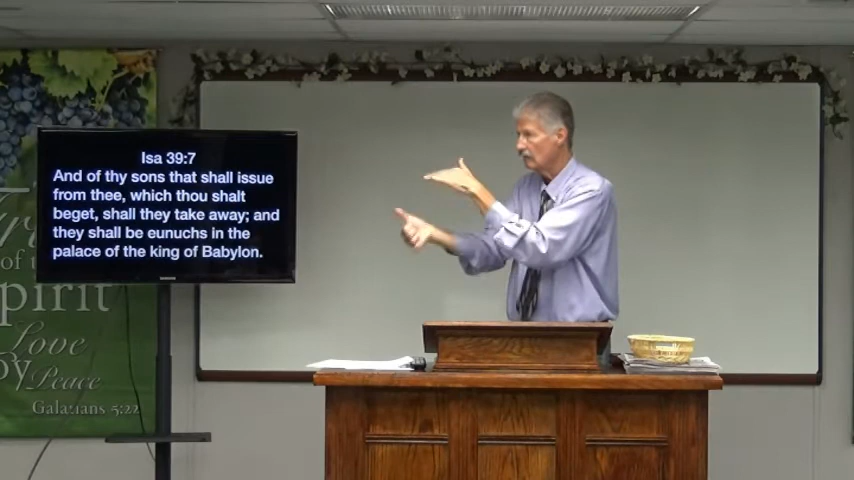 Isa 39:7
And of thy sons that shall issue
from thee, which thou shalt
beget, shall they take away; and
they shall be eunuchs in the
palace of the king of Babylon.
of
Spirit
Love
Peace
Galatians 5:22